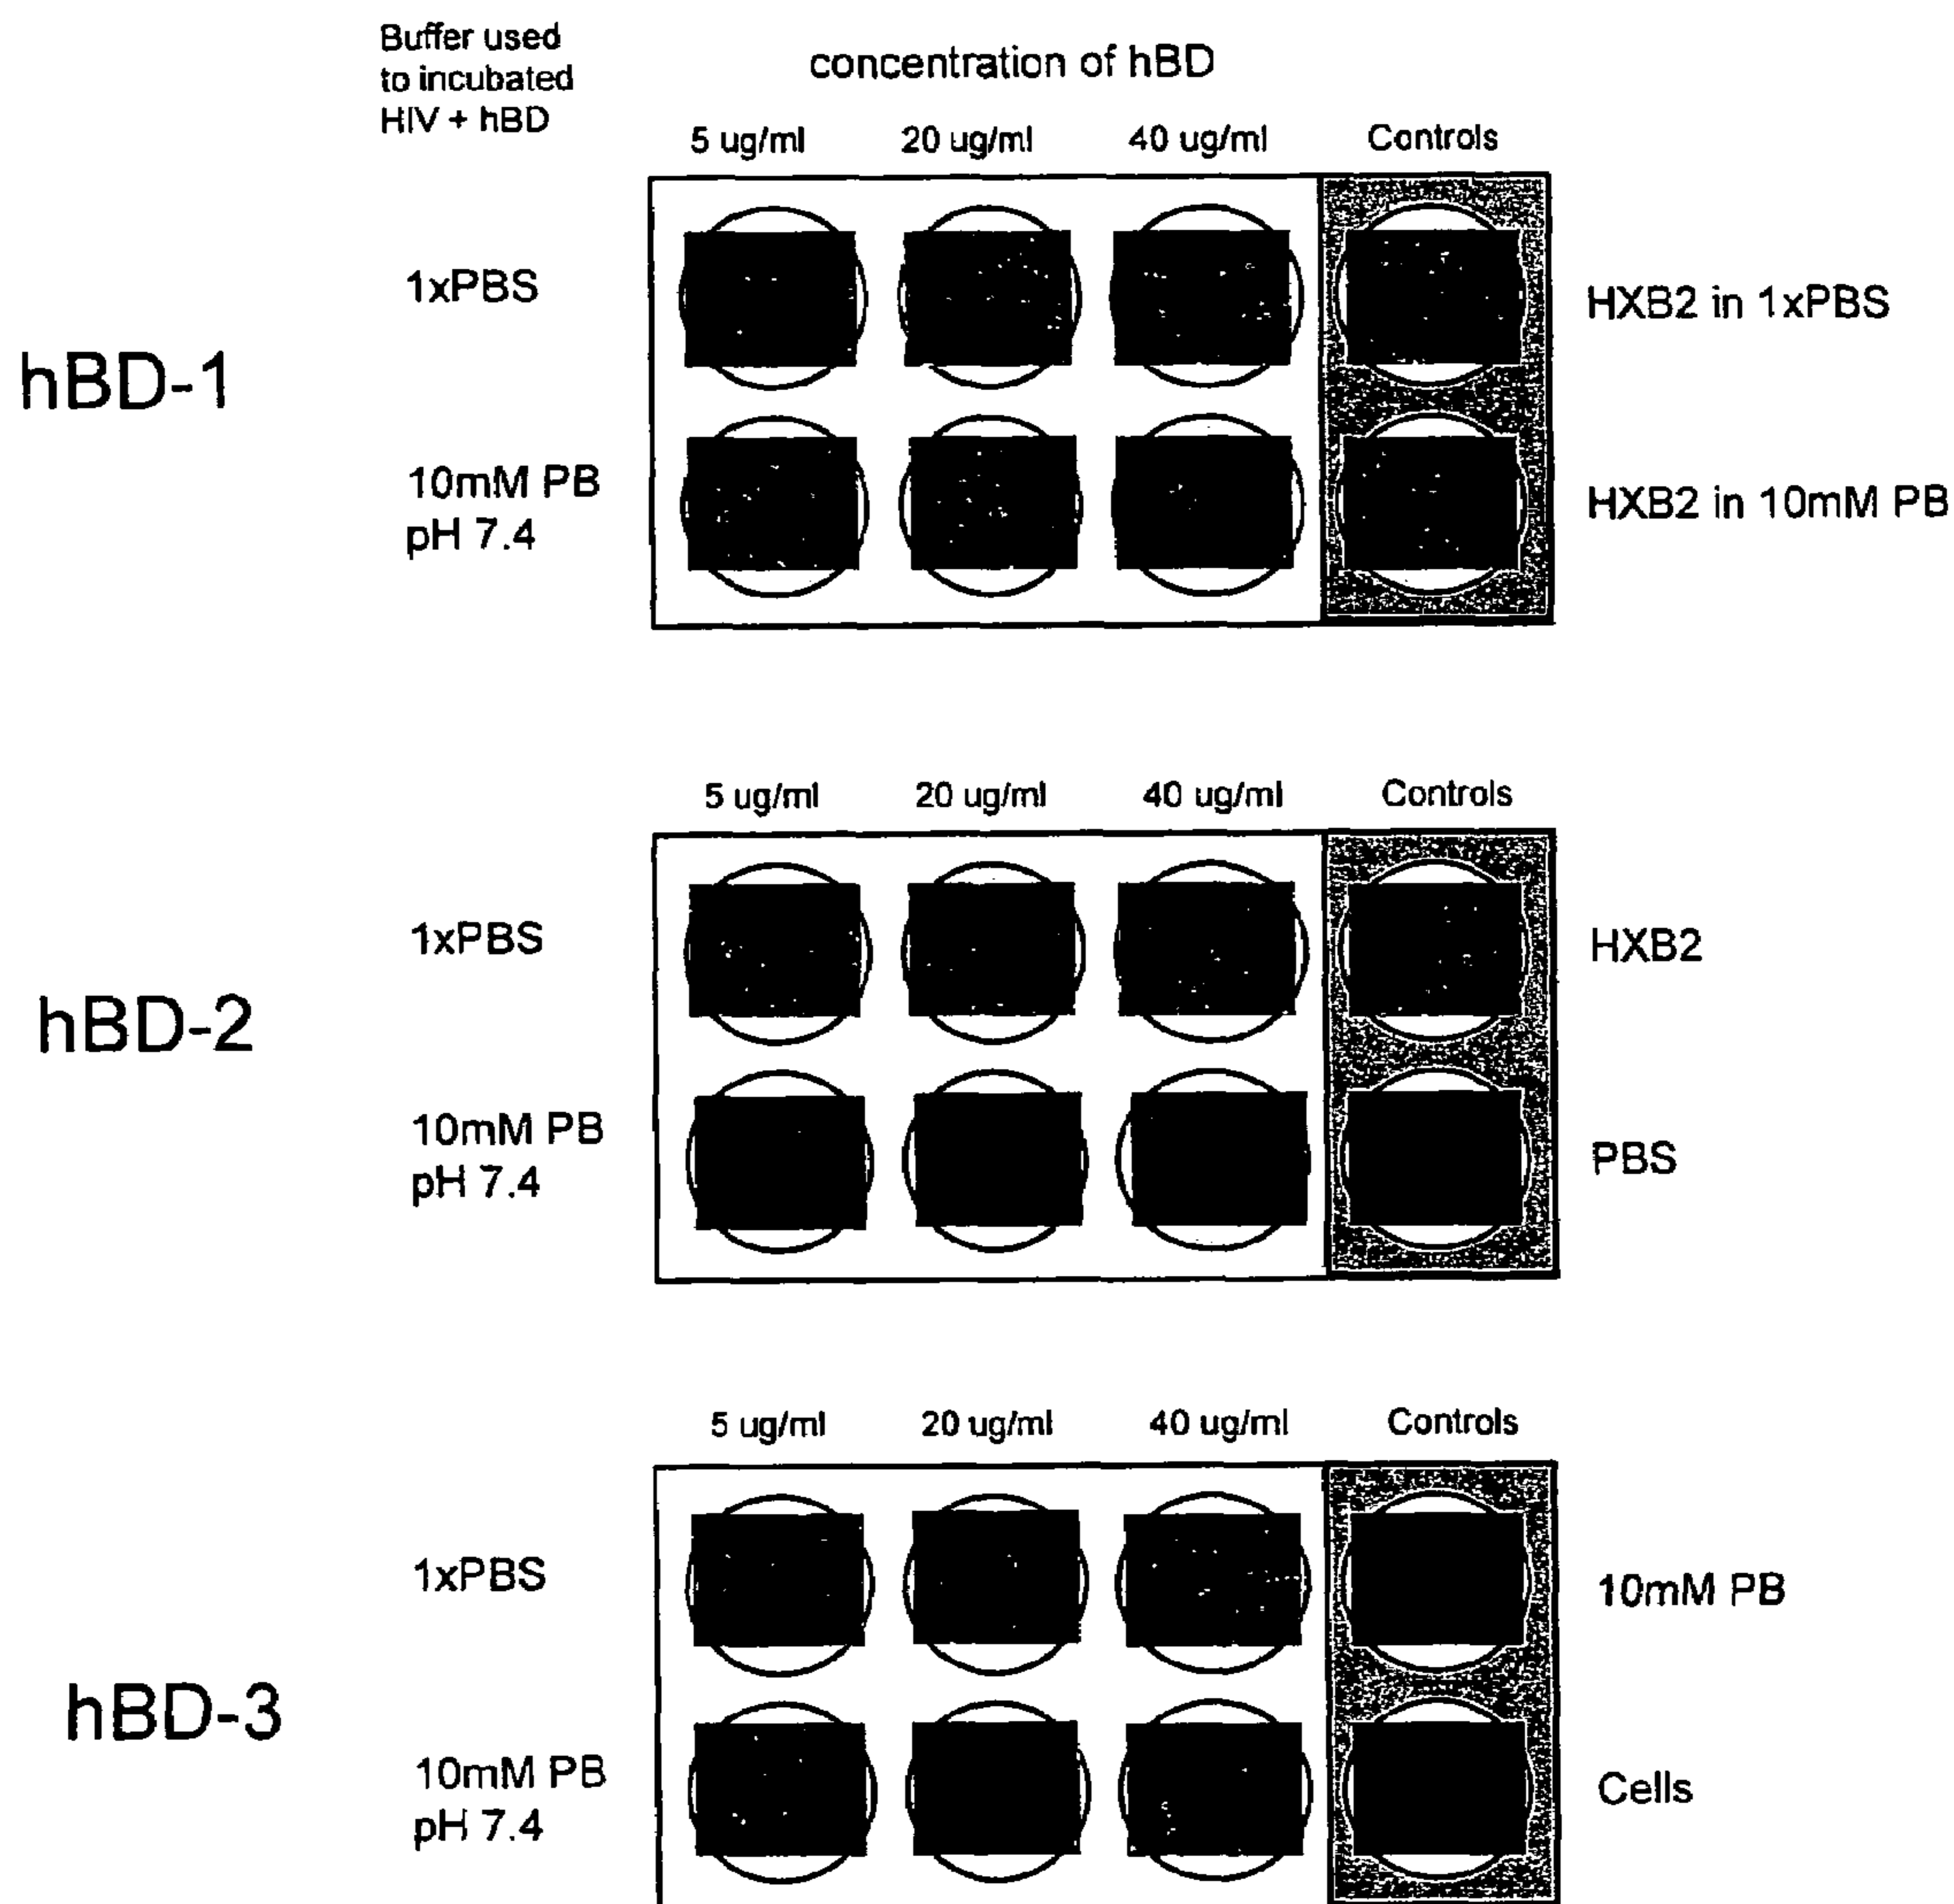 Buffer used
to incubated
HIV + hBD
concentration of hBD
5 ug/ml 20 ug/ml 40 ug/ml Controls
hBD-1
1xPBS
HXB2 in 1xPBS
10mM PB
pH 7.4
HXB2 in 10mM PB
5 ug/ml 20 ug/ml 40 ug/ml Controls
hBD-2
1xPBS
HXB2
10mM PB
pH 7.4
PBS
5 ug/ml 20 ug/ml 40 ug/ml Controls
hBD-3
1xPBS
10mM PB
10mM PB
pH 7.4
Cells